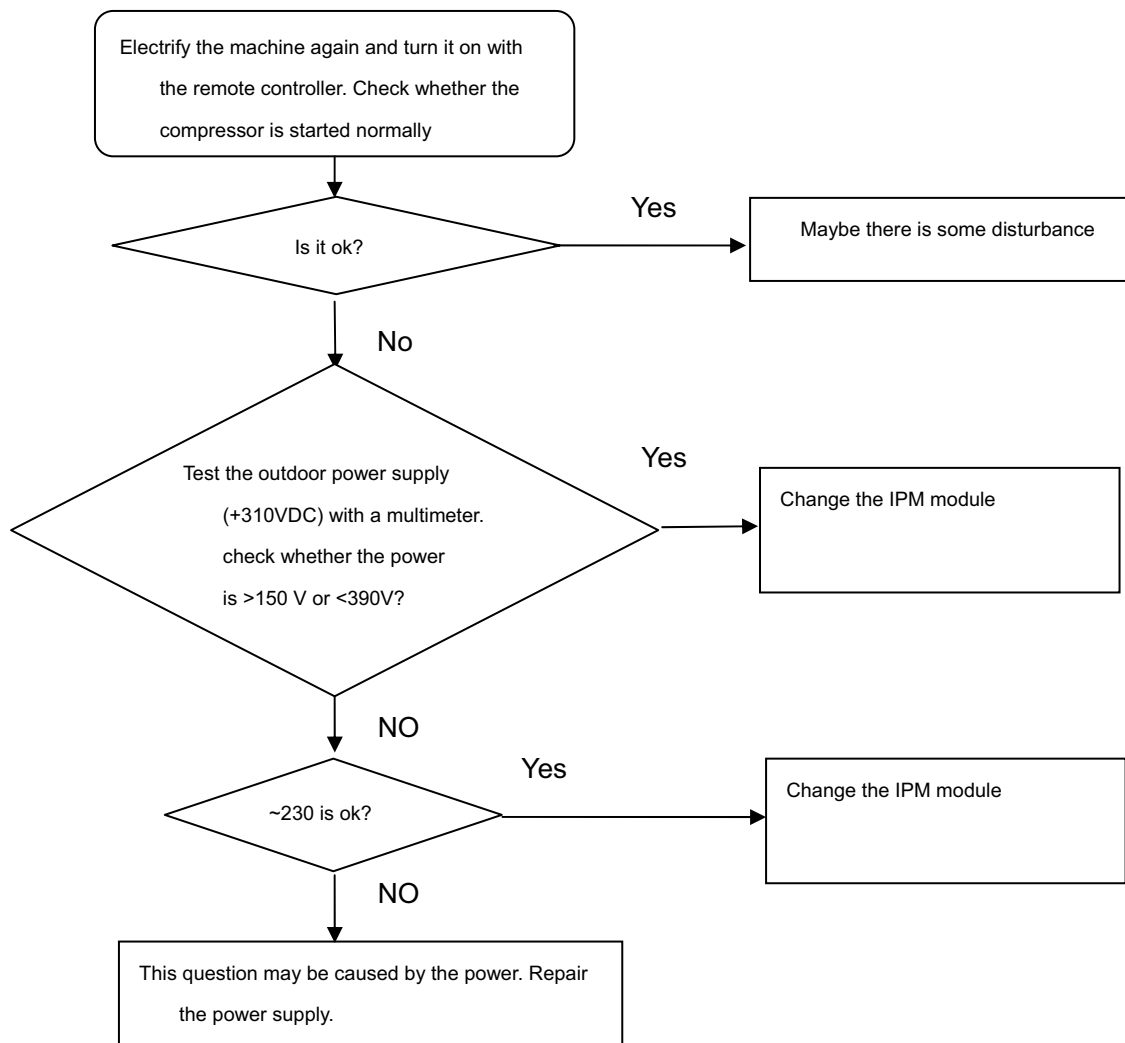 Electrify the machine again and turn it on with
the remote controller. Check whether the
compressor is started normally
Yes
Is it ok?
Maybe there is some disturbance
No
Yes
Test the outdoor power supply
(+310VDC) with a multimeter.
check whether the power
is >150 V or <390V?
Change the IPM module
NO
Yes
~230 is ok?
Change the IPM module
NO
This question may be caused by the power. Repair
the power supply.